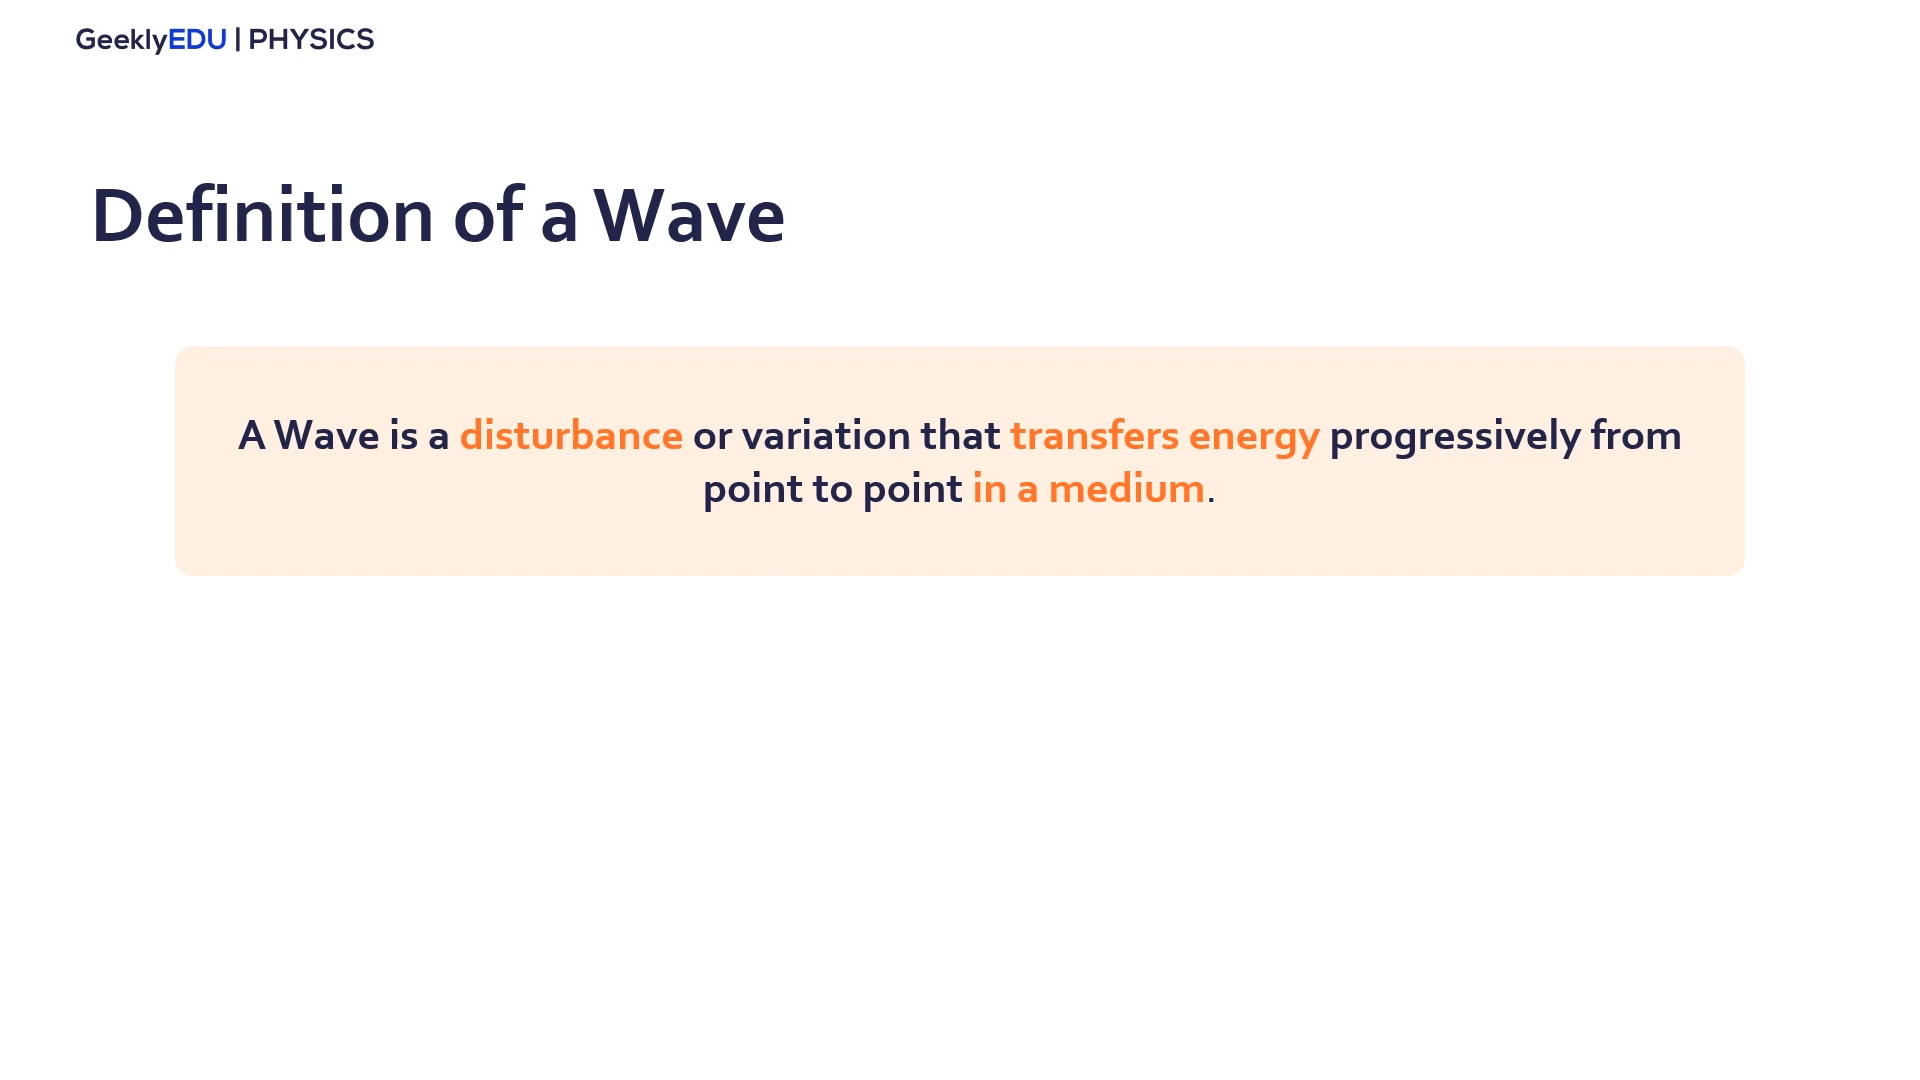 GeeklyEDU | PHYSICS
Definition of a Wave
A Wave is a disturbance or variation that transfers energy progressively from
point to point in a medium.